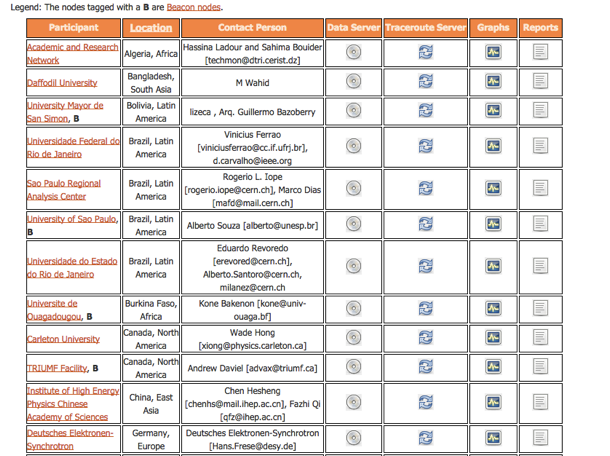 Legend: The nodes tagged with a B are Beacon nodes.
Participant Location Contact Person Data Server Traceroute Server Graphs Reports
Academic and Research
Network
Algeria, Africa
Hassina Ladour and Sahima Bouider
[techmon@dtri.cerist.dz]
Daffodil University
Bangladesh,
South Asia
M Wahid
University Mayor de
San Simon, B
Bolivia, Latin
America
lizeca , Arq. Guillermo Bazoberry
Universidade Federal do
Rio de Janeiro
Brazil, Latin
America
Vinicius Ferrao
[viniciusferrao@cc.if.ufrj.br],
d.carvalho@ieee.org
Sao Paulo Regional
Analysis Center
Brazil, Latin
America
Rogerio L. Iope
[rogerio.iope@cern.ch], Marco Dias
[mafd@mail.cern.ch]
University of Sao Paulo,
B
Brazil, Latin
America
Alberto Souza [alberto@unesp.br]
Universidade do Estado
do Rio de Janeiro
Brazil, Latin
America
Eduardo Revoredo
[erevored@cern.ch],
Alberto.Santoro@cern.ch,
milanez@cern.ch
Universite de
Ouagadougou, B
Burkina Faso,
Africa
Kone Bakenon [kone@univ-
ouaga.bf]
Carleton University
Canada, North
America
Wade Hong
[xiong@physics.carleton.ca]
TRIUMF Facility, B
Canada, North
America
Andrew Daviel [advax@triumf.ca]
Institute of High Energy
Physics Chinese
Academy of Sciences
China, East
Asia
Chen Hesheng
[chenhs@mail.ihep.ac.cn], Fazhi Qi
[qfz@ihep.ac.cn]
Deutsches Elektronen-
Synchrotron
Germany,
Europe
Deutsches Elektronen-Synchrotron
[Hans.Frese@desy.de]